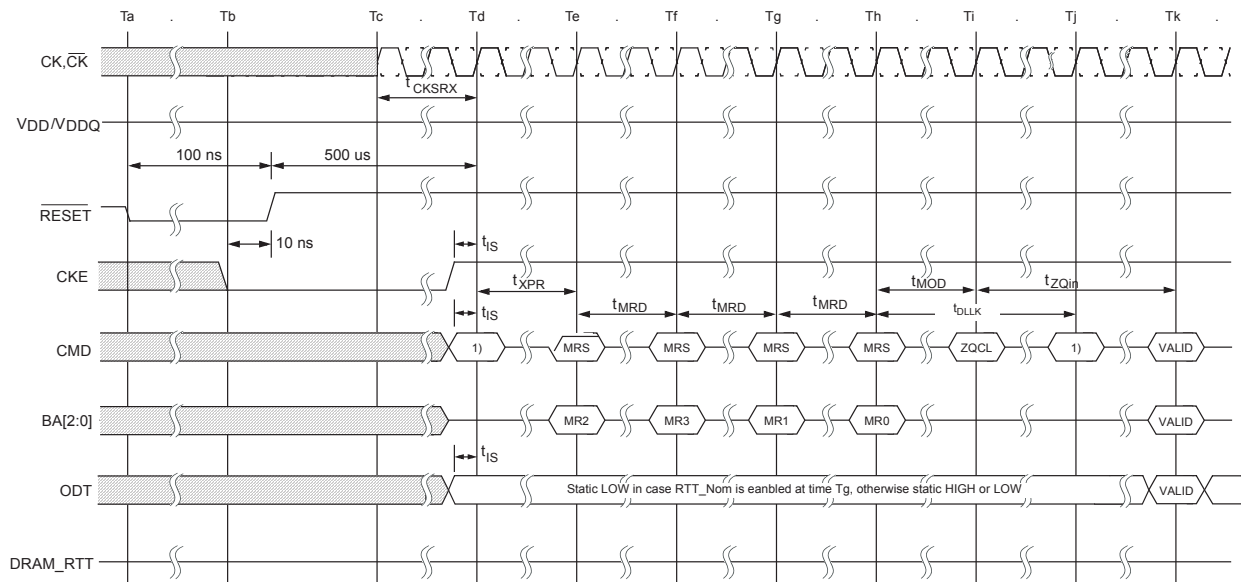 Ta . Tb . Tc . Td . Te . Tf . Tg . Th . Ti . Tj . Tk .
CK,CK
tCKSRX
VDD/VDDQ
100 ns
500 us
RESET
10 ns
tIS
CKE
tXPR
tMOD
tZQin
tMRD
tMRD
tMRD
tDLLK
tIS
CMD
1)
MRS
MRS
MRS
MRS
ZQCL
1)
VALID
BA[2:0]
MR2
MR3
MR1
MR0
VALID
tIS
ODT
Static LOW in case RTT_Nom is eanbled at time Tg, otherwise static HIGH or LOW
VALID
DRAM_RTT